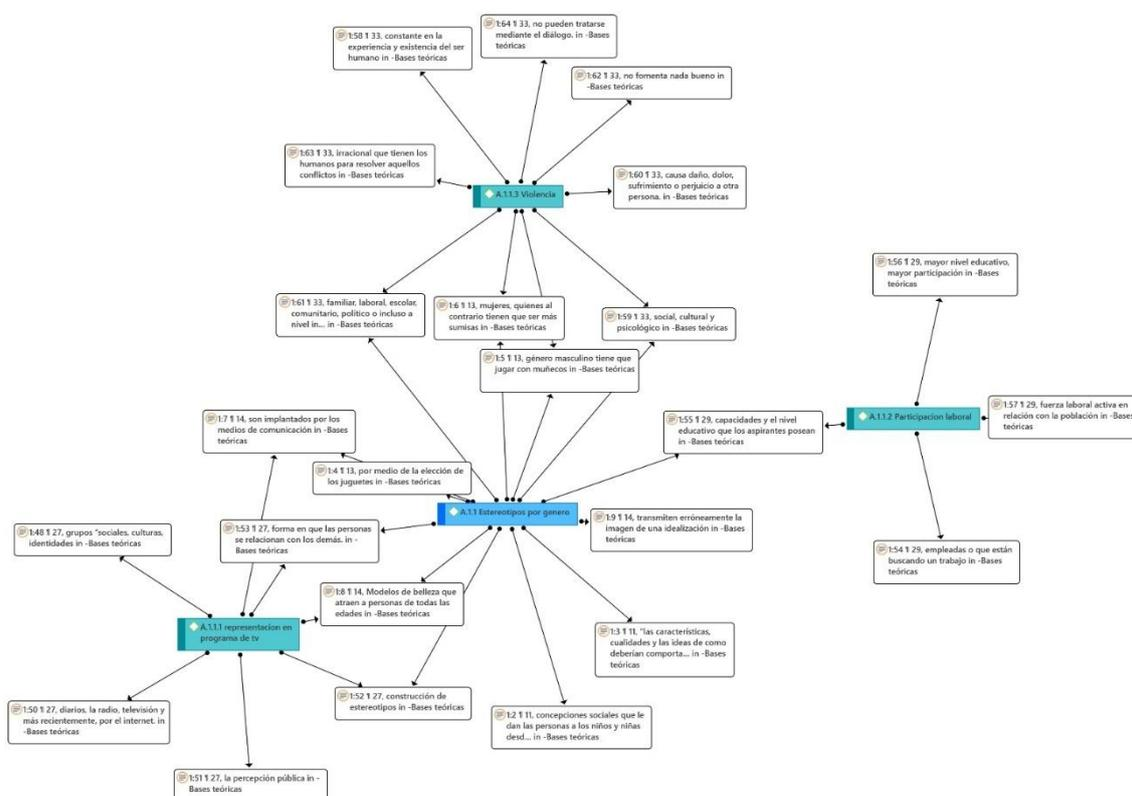 1:64 ¶ 33, no pueden tratarse
mediante el diálogo. in -Bases
teóricas
1:58 ¶ 33, constante en la
experiencia y existencia del ser
humano in -Bases teóricas
1:62 ¶ 33, no fomenta nada bueno in
-Bases teóricas
1:63 ¶ 33, irracional que tienen los
humanos para resolver aquellos
conflictos in -Bases teóricas
1:60 ¶ 33, causa daño, dolor,
sufrimiento o perjuicio a otra
persona. in -Bases teóricas
A.1.1.3 Violencia
1:56 ¶ 29, mayor nivel educativo,
mayor participación in -Bases
teóricas
1:61 ¶ 33, familiar, laboral, escolar,
comunitario, político o incluso a
nivel in... in -Bases teóricas
1:6 ¶ 13, mujeres, quienes al
contrario tienen que ser más
sumisas in -Bases teóricas
1:59 ¶ 33, social, cultural y
psicológico in -Bases teóricas
1:5 ¶ 13, género masculino tiene que
jugar con muñecos in -Bases
teóricas
1:7 ¶ 14, son implantados por los
medios de comunicación in -Bases
teóricas
1:55 ¶ 29, capacidades y el nivel
educativo que los aspirantes posean
in -Bases teóricas
A.1.1.2 Participacion laboral
1:57 ¶ 29, fuerza laboral activa en
relación con la población in -Bases
teóricas
1:4 ¶ 13, por medio de la elección de
los juguetes in -Bases teóricas
A.1.1 Estereotipos por genero
1:9 ¶ 14, transmiten erróneamente la
imagen de una idealización in -Bases
teóricas
1:48 ¶ 27, grupos "sociales, culturas,
identidades in -Bases teóricas
1:53 ¶ 27, forma en que las personas
se relacionan con los demás. in -
Bases teóricas
1:54 ¶ 29, empleadas o que están
buscando un trabajo in -Bases
teóricas
1:8 ¶ 14, Modelos de belleza que
atraen a personas de todas las
edades in -Bases teóricas
A.1.1.1 representacion en
programa de tv
1:3 ¶ 11, "las características,
cualidades y las ideas de como
deberían comporta... in -Bases
teóricas
1:50 ¶ 27, diarios, la radio, televisión y
más recientemente, por el internet. in
-Bases teóricas
1:52 ¶ 27, construcción de
estereotipos in -Bases teóricas
1:2 ¶ 11, concepciones sociales que le
dan las personas a los niños y niñas
desd... in -Bases teóricas
1:51 ¶ 27, la percepción pública in -
Bases teóricas